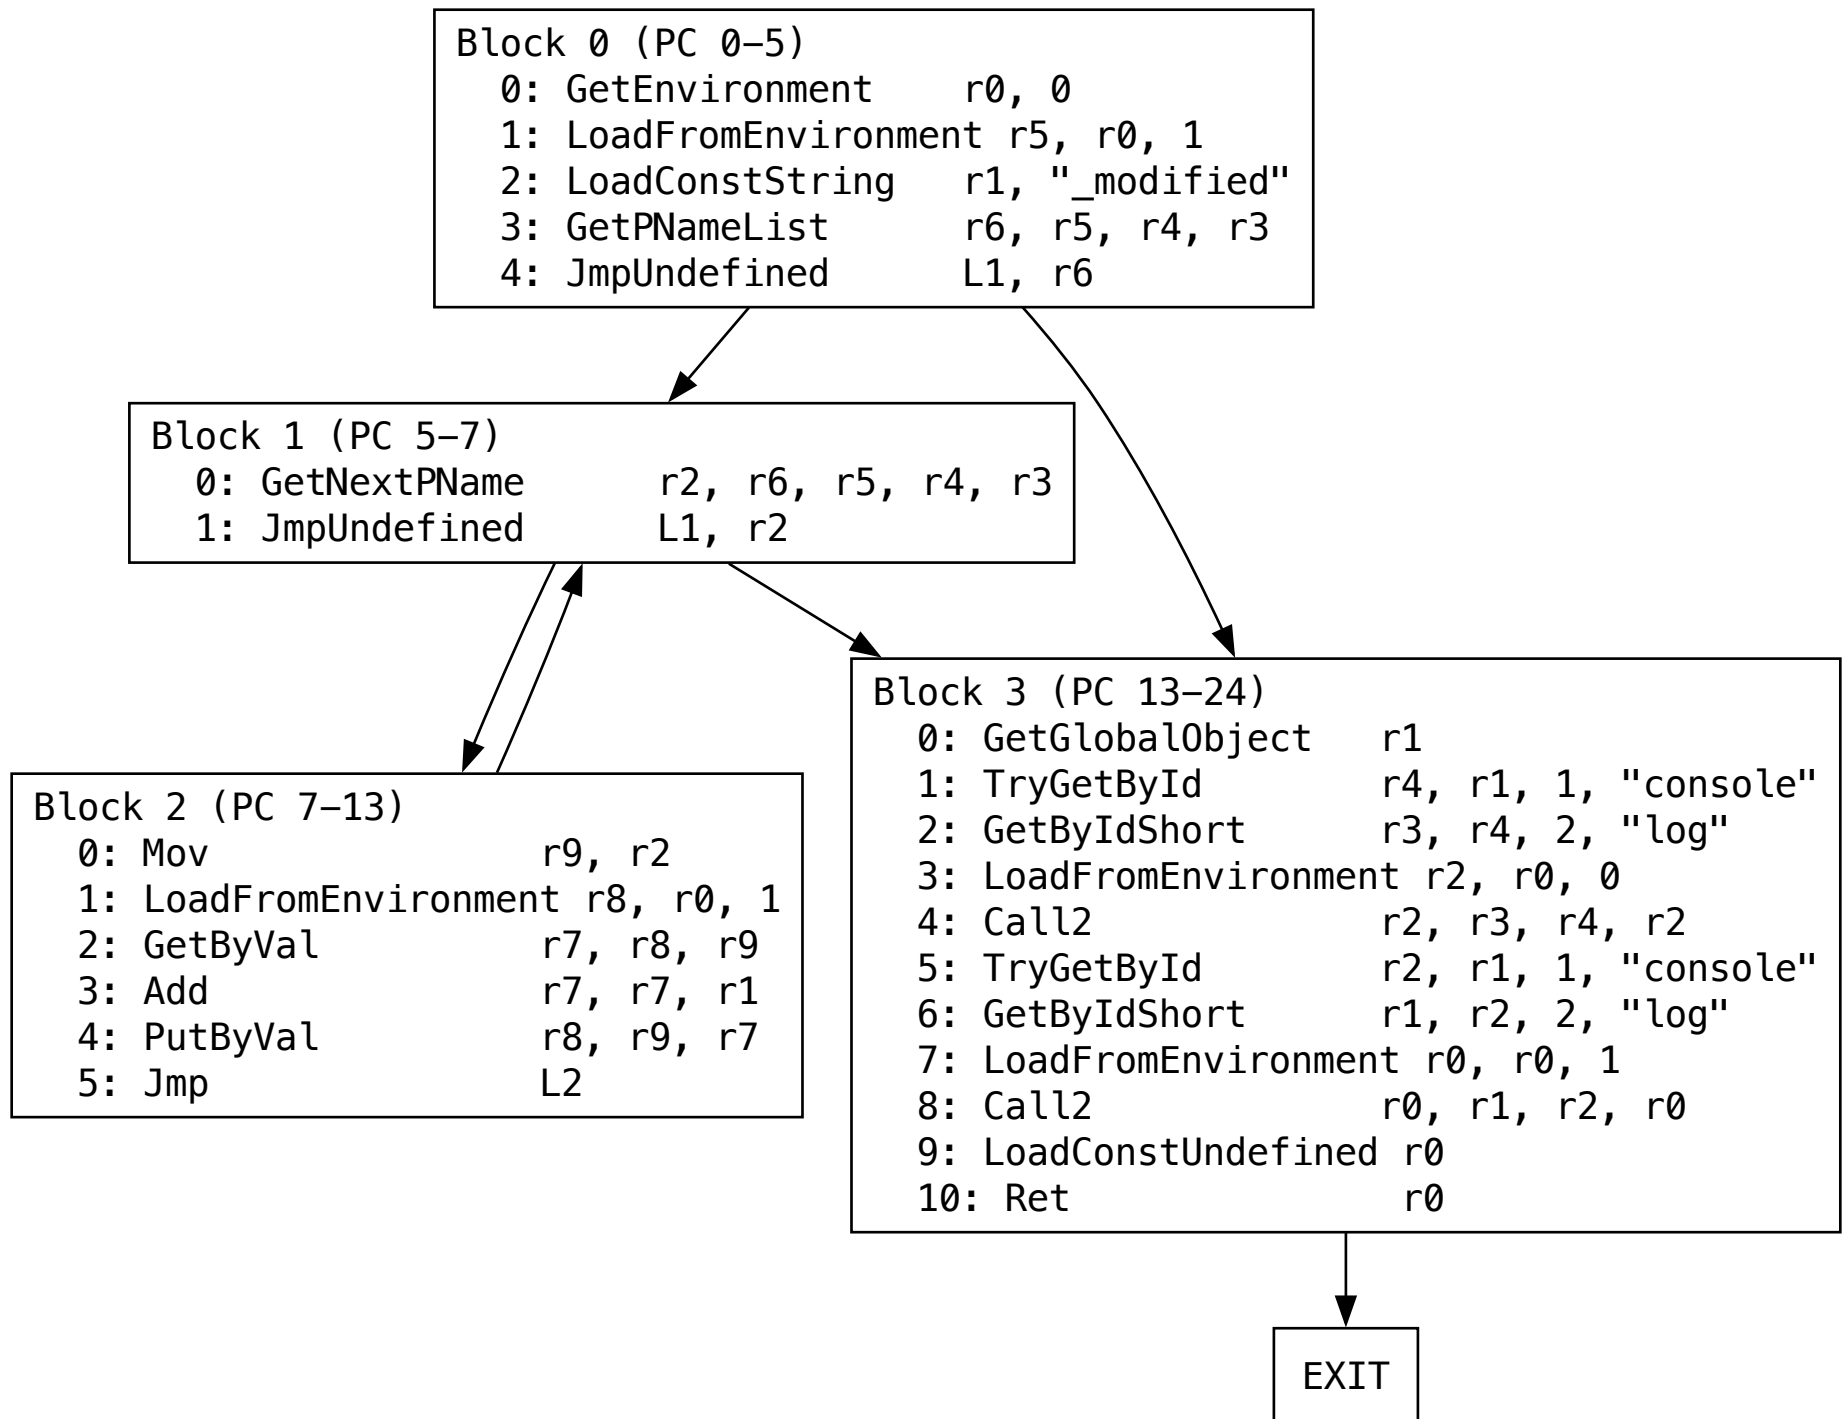 Block 0 (PC 0–5)
0: GetEnvironment r0, 0
1: LoadFromEnvironment r5, r0, 1
2: LoadConstString r1, "_modified"
3: GetPNameList r6, r5, r4, r3
4: JmpUndefined L1, r6
Block 1 (PC 5–7)
0: GetNextPName r2, r6, r5, r4, r3
1: JmpUndefined L1, r2
Block 2 (PC 7–13)
0: Mov r9, r2
1: LoadFromEnvironment r8, r0, 1
2: GetByVal r7, r8, r9
3: Add r7, r7, r1
4: PutByVal r8, r9, r7
5: Jmp L2
Block 3 (PC 13–24)
0: GetGlobalObject r1
1: TryGetById r4, r1, 1, "console"
2: GetByIdShort r3, r4, 2, "log"
3: LoadFromEnvironment r2, r0, 0
4: Call2 r2, r3, r4, r2
5: TryGetById r2, r1, 1, "console"
6: GetByIdShort r1, r2, 2, "log"
7: LoadFromEnvironment r0, r0, 1
8: Call2 r0, r1, r2, r0
9: LoadConstUndefined r0
10: Ret r0
EXIT